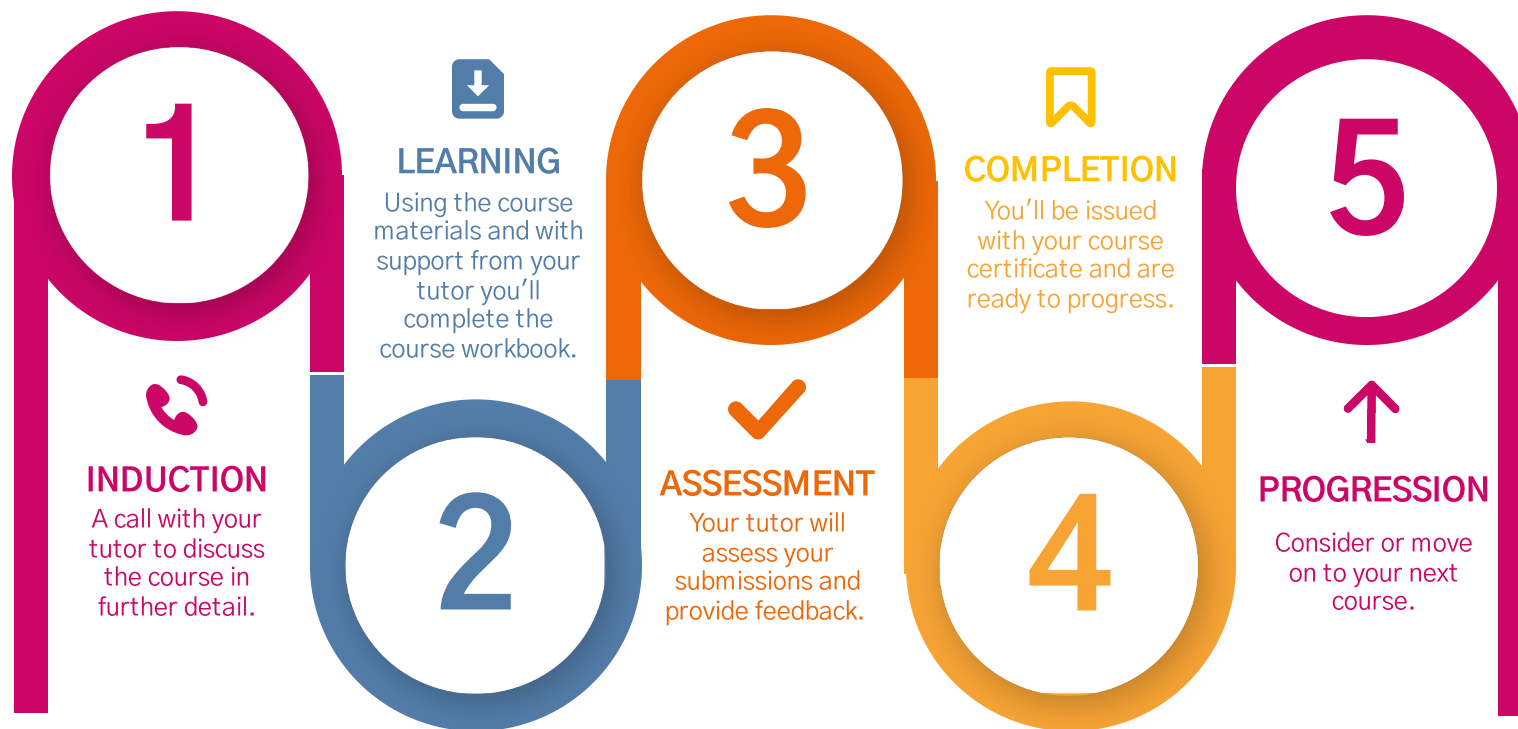 1
INDUCTION
A call with your
tutor to discuss
the course in
further detail.
LEARNING
Using the course
materials and with
support from your
tutor you’ll
complete the
course workbook.
2
3
ASSESSMENT
Your tutor will
assess your
submissions and
provide feedback.
COMPLETION
You’ll be issued
with your course
certificate and are
ready to progress.
4
5
PROGRESSION
Consider or move
on to your next
course.